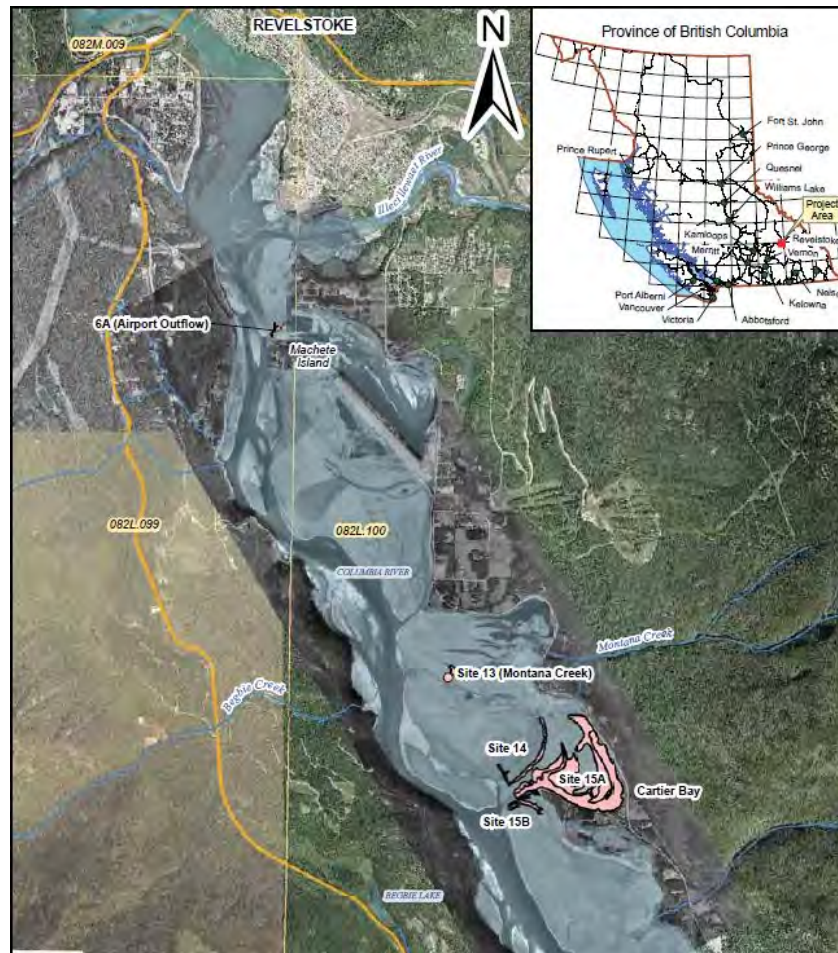 REVELSTOKE
082M.009
N
Illecillewaet River
6A (Airport Outflow)
Machete
Island
082L.099
082L.100
COLUMBIA RIVER
Montana Creek
Site 13 (Montana Creek)
Begbie Creek
Site 14
Site 15A
Cartier Bay
Site 15B
BEGBIE LAKE
Province of British Columbia
Fort St. John
Prince Rupert
Prince George
Quesnel
Williams Lake
Project
Area
Kamloops
Revelstoke
Merritt
Vernon
Port Alberni
Nels
Vancouver
Kelowna
Victoria
Abbotsford